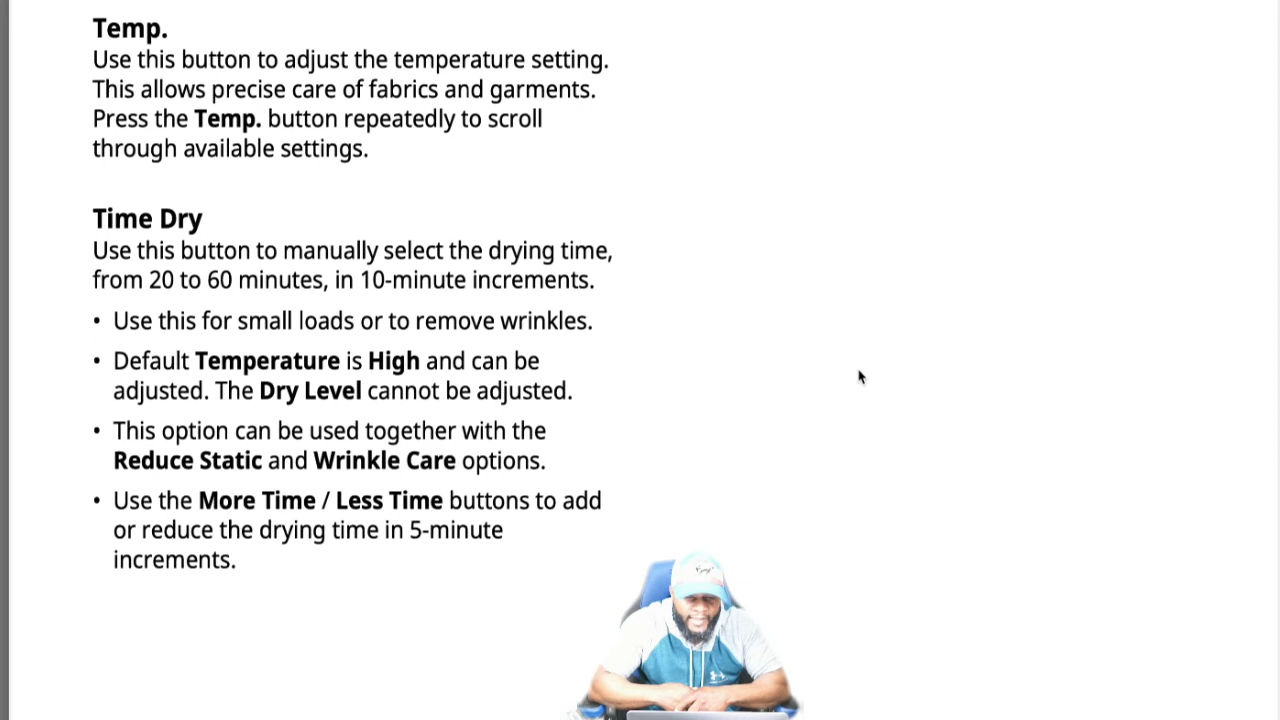 Temp.
Use this button to adjust the temperature setting.
This allows precise care of fabrics and garments.
Press the Temp. button repeatedly to scroll
through available settings.
Time Dry
Use this button to manually select the drying time,
from 20 to 60 minutes, in 10-minute increments.
• Use this for small loads or to remove wrinkles.
• Default Temperature is High and can be
adjusted. The Dry Level cannot be adjusted.
• This option can be used together with the
Reduce Static and Wrinkle Care options.
• Use the More Time / Less Time buttons to add
or reduce the drying time in 5-minute
increments.